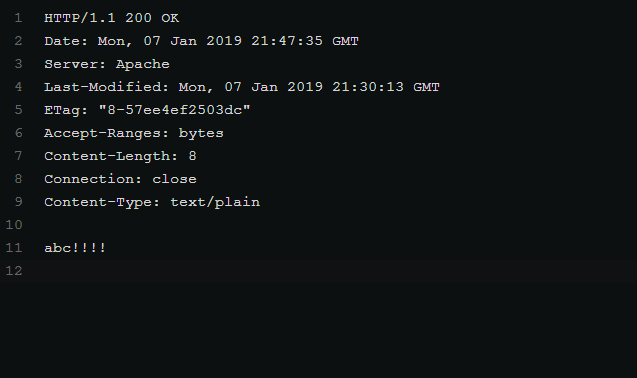 1 HTTP/1.1 200 OK
2 Date: Mon, 07 Jan 2019 21:47:35 GMT
3 Server: Apache
4 Last-Modified: Mon, 07 Jan 2019 21:30:13 GMT
5 ETag: "8-57ee4ef2503dc"
6 Accept-Ranges: bytes
7 Content-Length: 8
8 Connection: close
9 Content-Type: text/plain
10
11 abc!!!!
12